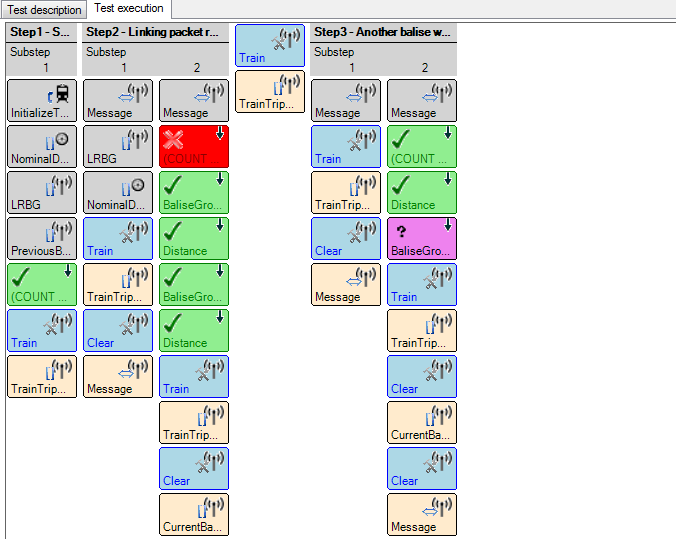 Test description
Test execution
Step1 - S...
Substep
1
InitializeT...
NominalD...
LRBG
PreviousB...
(COUNT ...
Train
TrainTrip...
Step2 - Linking packet r...
Substep
1
2
Message
LRBG
NominalD...
Train
TrainTrip...
Clear
Message
Message
(COUNT ...
BaliseGro...
Distance
BaliseGro...
Distance
Train
TrainTrip...
Clear
CurrentBa...
Train
TrainTrip...
Step3 - Another balise w...
Substep
1
2
Message
Train
TrainTrip...
Clear
Message
Message
(COUNT ...
Distance
?
BaliseGro...
Train
TrainTrip...
Clear
CurrentBa...
Clear
Message